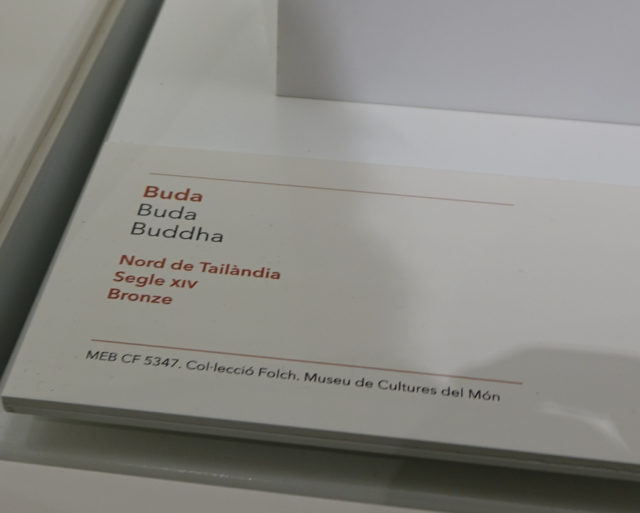 Buda
Buda
Buddha
Nord de Tailàndia
Segle XIV
Bronze
MEB CF 5347. Col·lecció Folch. Museu de Cultures del Món